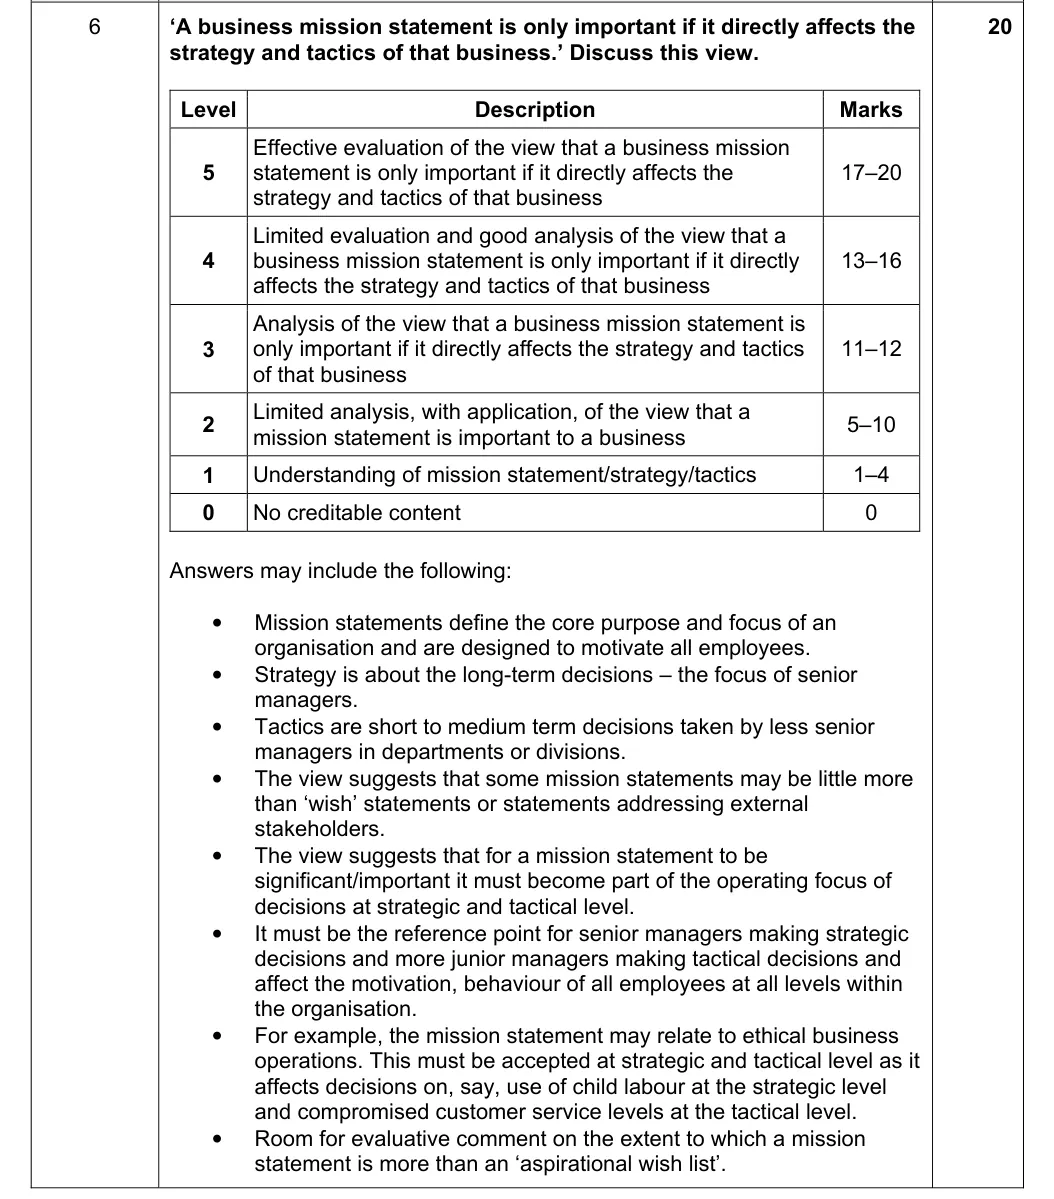 6
‘A business mission statement is only important if it directly affects the
strategy and tactics of that business.’ Discuss this view.
20
Level Description Marks
5
Effective evaluation of the view that a business mission
statement is only important if it directly affects the
strategy and tactics of that business
17–20
4
Limited evaluation and good analysis of the view that a
business mission statement is only important if it directly
affects the strategy and tactics of that business
13–16
3
Analysis of the view that a business mission statement is
only important if it directly affects the strategy and tactics
of that business
11–12
2
Limited analysis, with application, of the view that a
mission statement is important to a business
5–10
1 Understanding of mission statement/strategy/tactics 1–4
0 No creditable content 0
Answers may include the following:
• Mission statements define the core purpose and focus of an
organisation and are designed to motivate all employees.
• Strategy is about the long-term decisions – the focus of senior
managers.
• Tactics are short to medium term decisions taken by less senior
managers in departments or divisions.
• The view suggests that some mission statements may be little more
than ‘wish’ statements or statements addressing external
stakeholders.
• The view suggests that for a mission statement to be
significant/important it must become part of the operating focus of
decisions at strategic and tactical level.
• It must be the reference point for senior managers making strategic
decisions and more junior managers making tactical decisions and
affect the motivation, behaviour of all employees at all levels within
the organisation.
• For example, the mission statement may relate to ethical business
operations. This must be accepted at strategic and tactical level as it
affects decisions on, say, use of child labour at the strategic level
and compromised customer service levels at the tactical level.
• Room for evaluative comment on the extent to which a mission
statement is more than an ‘aspirational wish list’.